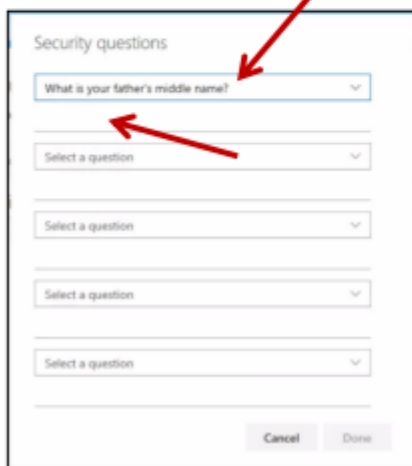 Security questions
What is your father's middle name?
Select a question
Select a question
Select a question
Select a question
Cancel Done